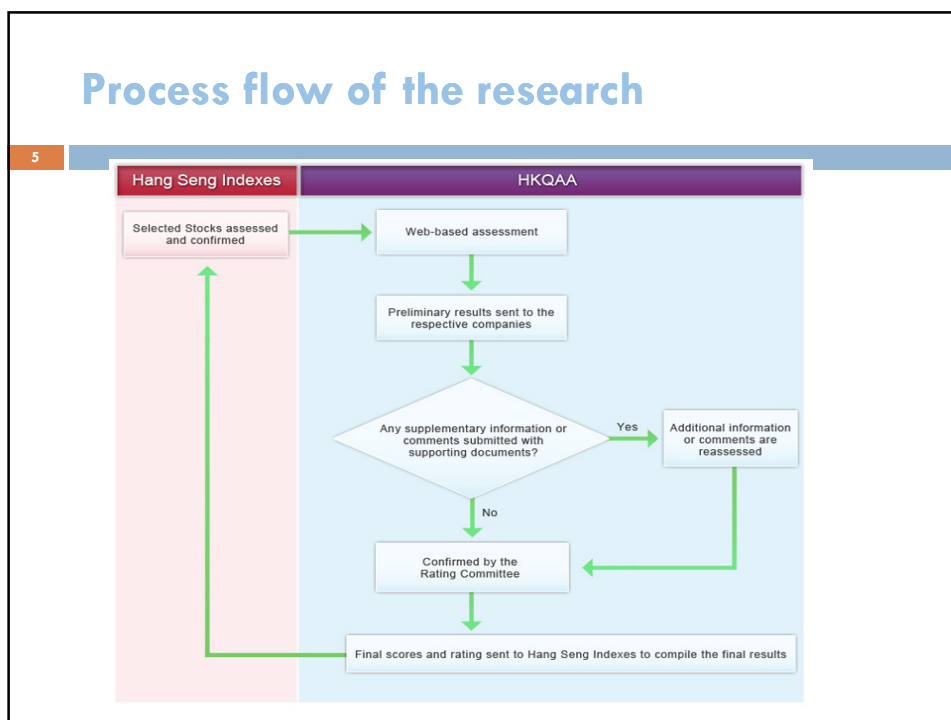 Process flow of the research
5
Hang Seng Indexes
HKQAA
Selected Stocks assessed
and confirmed
Web-based assessment
Preliminary results sent to the
respective companies
Any supplementary information or
comments submitted with
supporting documents?
Yes
Additional information
or comments are
reassessed
No
Confirmed by the
Rating Committee
Final scores and rating sent to Hang Seng Indexes to compile the final results